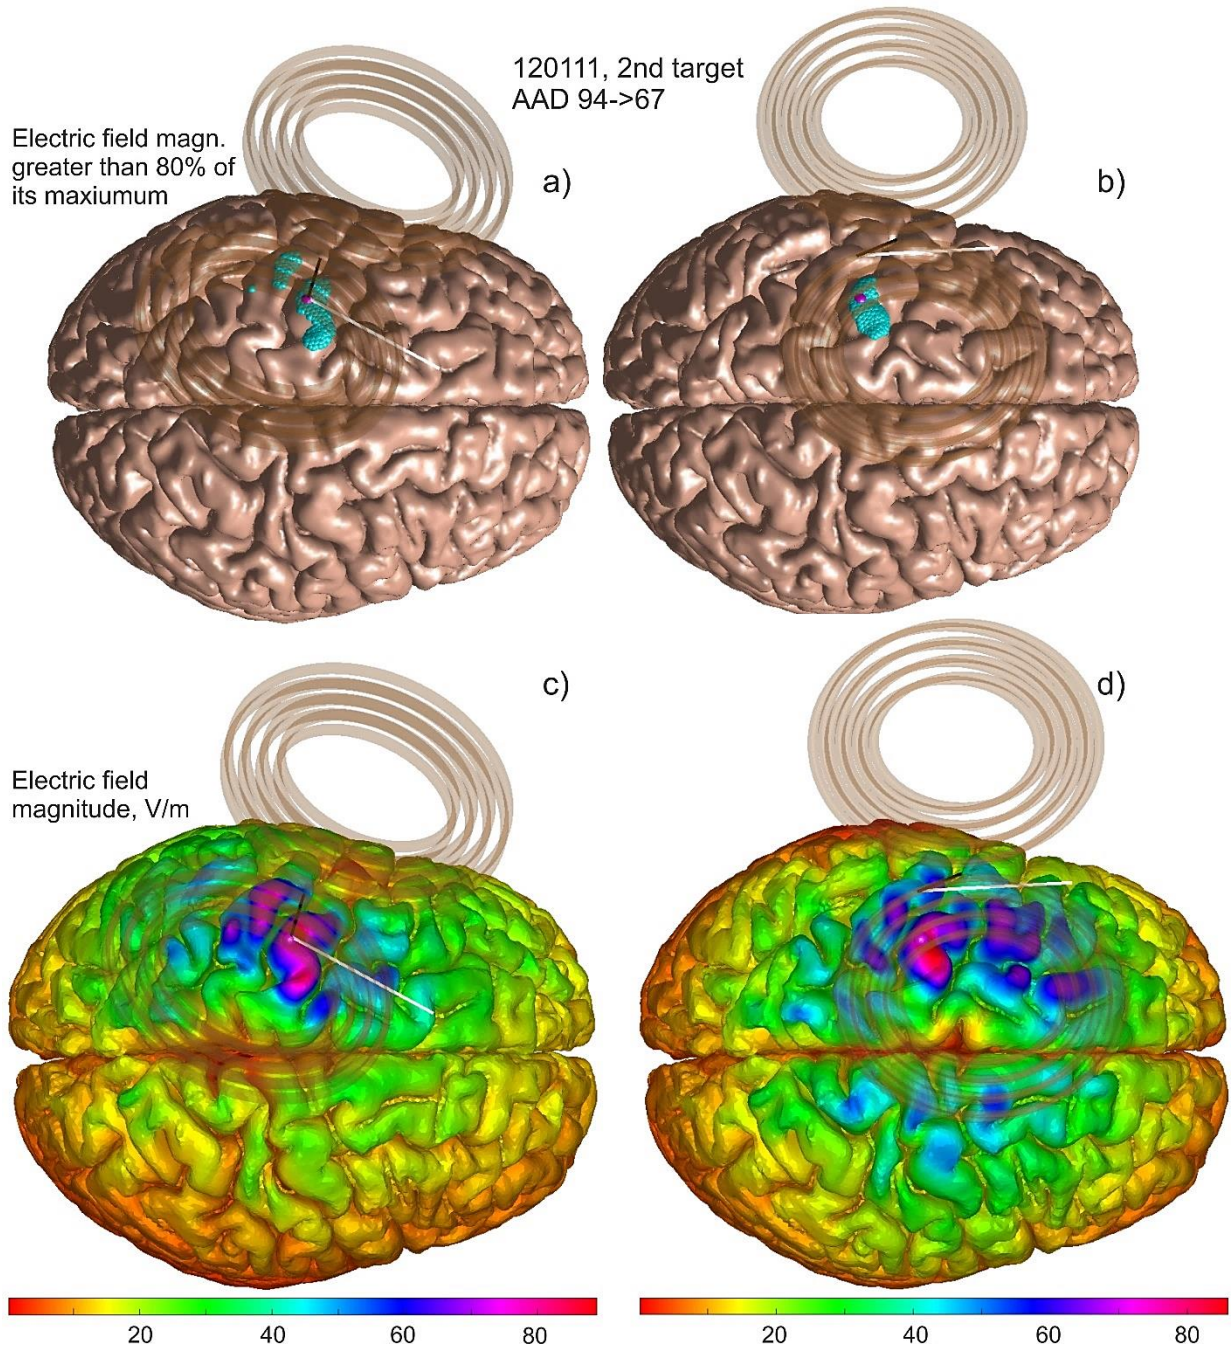 120111, 2nd target
AAD 94->67
Electric field magn.
greater than 80% of
its maxiumum
a)
b)
c)
d)
Electric field
magnitude, V/m
20 40 60 80
20 40 60 80